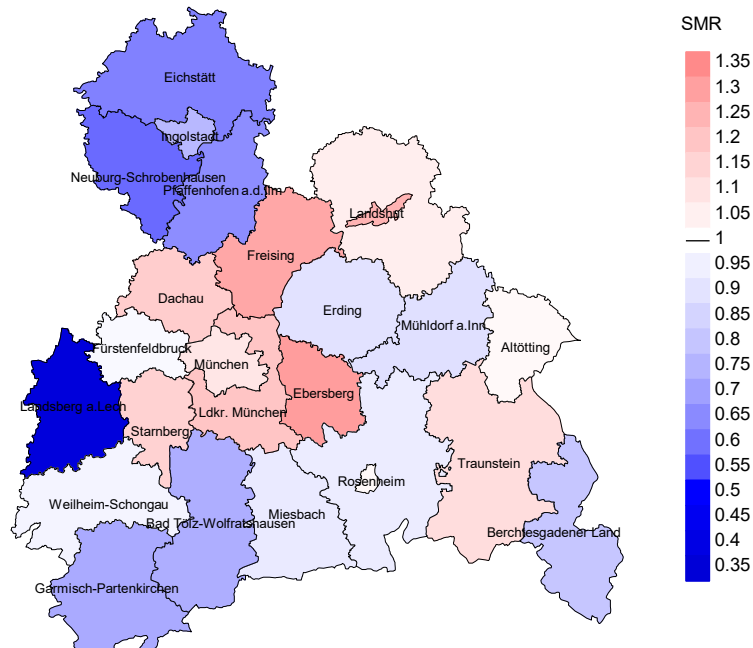 SMR
1.35
1.3
1.25
1.2
1.15
1.1
1.05
1
0.95
0.9
0.85
0.8
0.75
0.7
0.65
0.6
0.55
0.5
0.45
0.4
0.35
Eichstätt
Ingolstadt
Neuburg-Schrobenhausen
Pfaffenhofen a.d.Ilm
Landshut
Freising
Dachau
Erding
Mühldorf a.Inn
Altötting
Fürstenfeldbruck
München
Ebersberg
Landsberg a.Lech
Ldkr. München
Starnberg
Traunstein
Rosenheim
Weilheim-Schongau
Miesbach
Bad Tölz-Wolfratshausen
Berchtesgadener Land
Garmisch-Partenkirchen